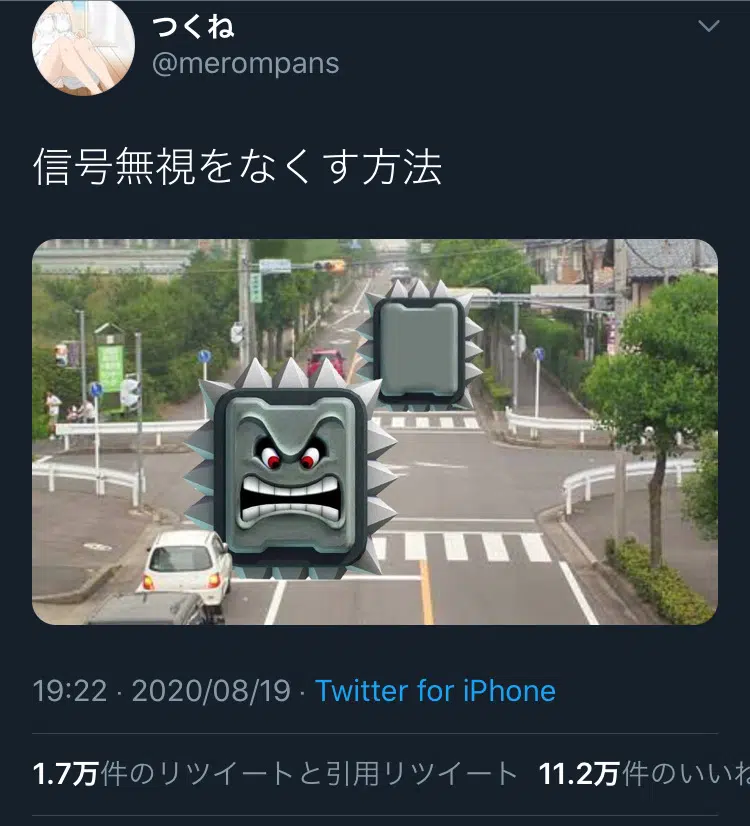 つくね
@merompans
信号無視をなくす方法
19:22 · 2020/08/19 · Twitter for iPhone
1.7万件のリツイートと引用リツイート 11.2万件のいいね